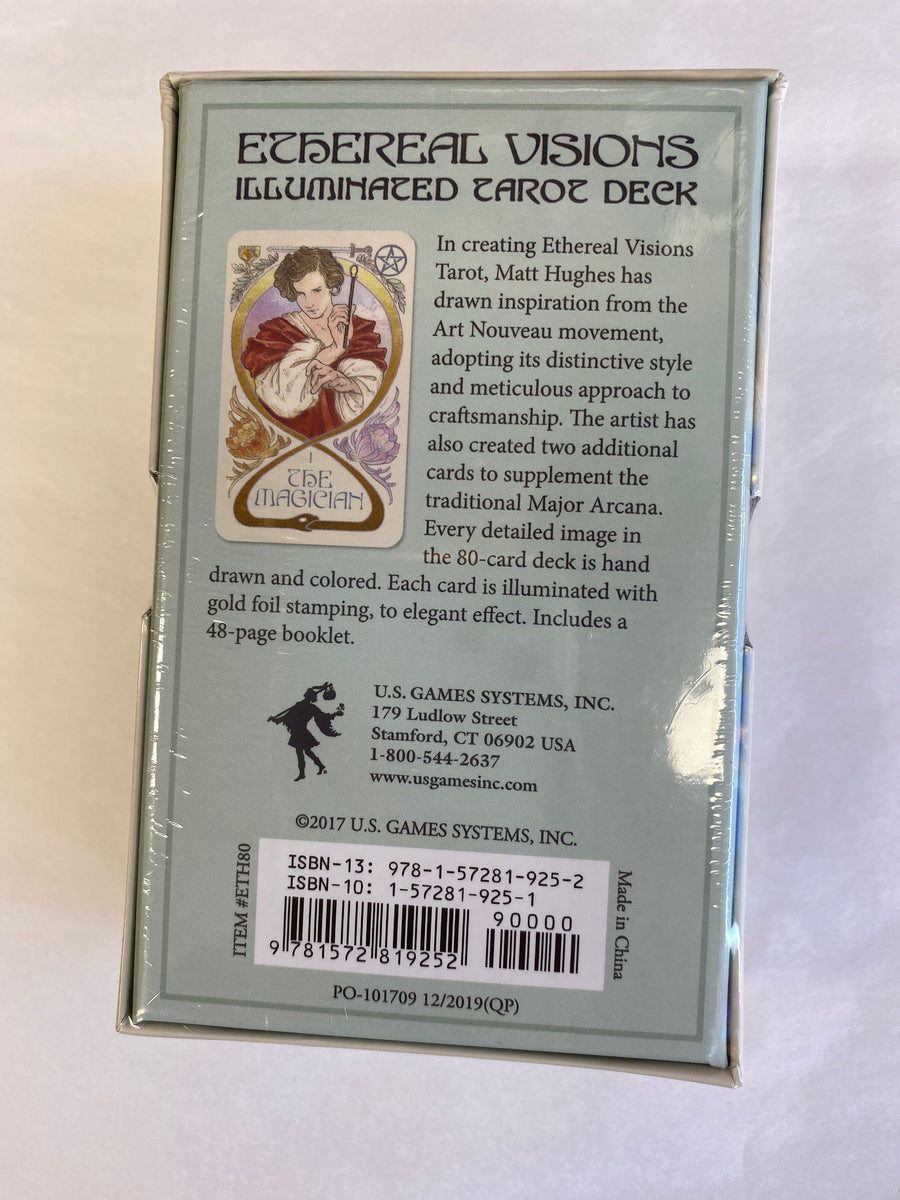 ETHEREAL VISIONS
ILLUMINATED TAROT DECK
I
THE
MAGICIAN
In creating Ethereal Visions
Tarot, Matt Hughes has
drawn inspiration from the
Art Nouveau movement,
adopting its distinctive style
and meticulous approach to
craftsmanship. The artist has
also created two additional
cards to supplement the
traditional Major Arcana.
Every detailed image in
the 80-card deck is hand
drawn and colored. Each card is illuminated with
gold foil stamping, to elegant effect. Includes a
48-page booklet.
U.S. GAMES SYSTEMS, INC.
179 Ludlow Street
Stamford, CT 06902 USA
1-800-544-2637
www.usgamesinc.com
©2017 U.S. GAMES SYSTEMS, INC.
ITEM #ETH80
ISBN-13: 978-1-57281-925-2
ISBN-10: 1-57281-925-1
90000
9 781572 819252
Made in China
PO-101709 12/2019(QP)